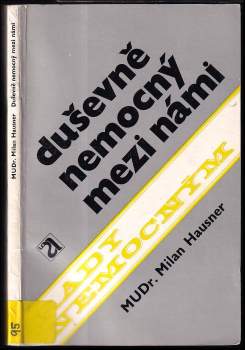 MUDr. Milan Hausner Duševně nemocný mezi námi
95
duševně
nemocný
mezi námi
RADY
NEMOCNÝM
MUDr. Milan Hausner